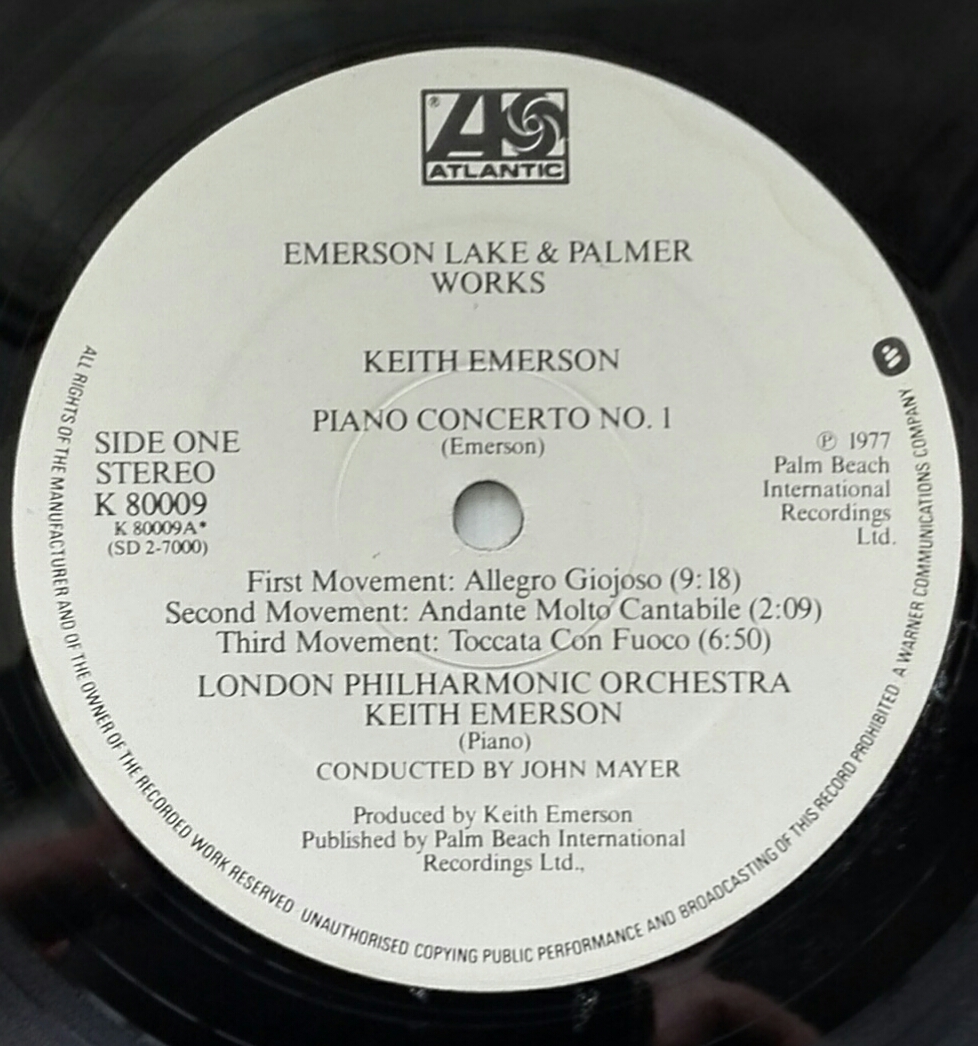 ®
ATLANTIC
EMERSON LAKE & PALMER
WORKS
KEITH EMERSON
PIANO CONCERTO NO. 1
(Emerson)
SIDE ONE
STEREO
K 80009
K 80009A*
(SD 2-7000)
℗ 1977
Palm Beach
International
Recordings
Ltd.
First Movement: Allegro Giojoso (9:18)
Second Movement: Andante Molto Cantabile (2:09)
Third Movement: Toccata Con Fuoco (6:50)
LONDON PHILHARMONIC ORCHESTRA
KEITH EMERSON
(Piano)
CONDUCTED BY JOHN MAYER
Produced by Keith Emerson
Published by Palm Beach International
Recordings Ltd.,
ALL RIGHTS OF THE MANUFACTURER AND OF THE OWNER OF THE RECORDED WORK RESERVED UNAUTHORISED COPYING PUBLIC PERFORMANCE AND BROADCASTING OF THIS RECORD PROHIBITED A WARNER COMMUNICATIONS COMPANY